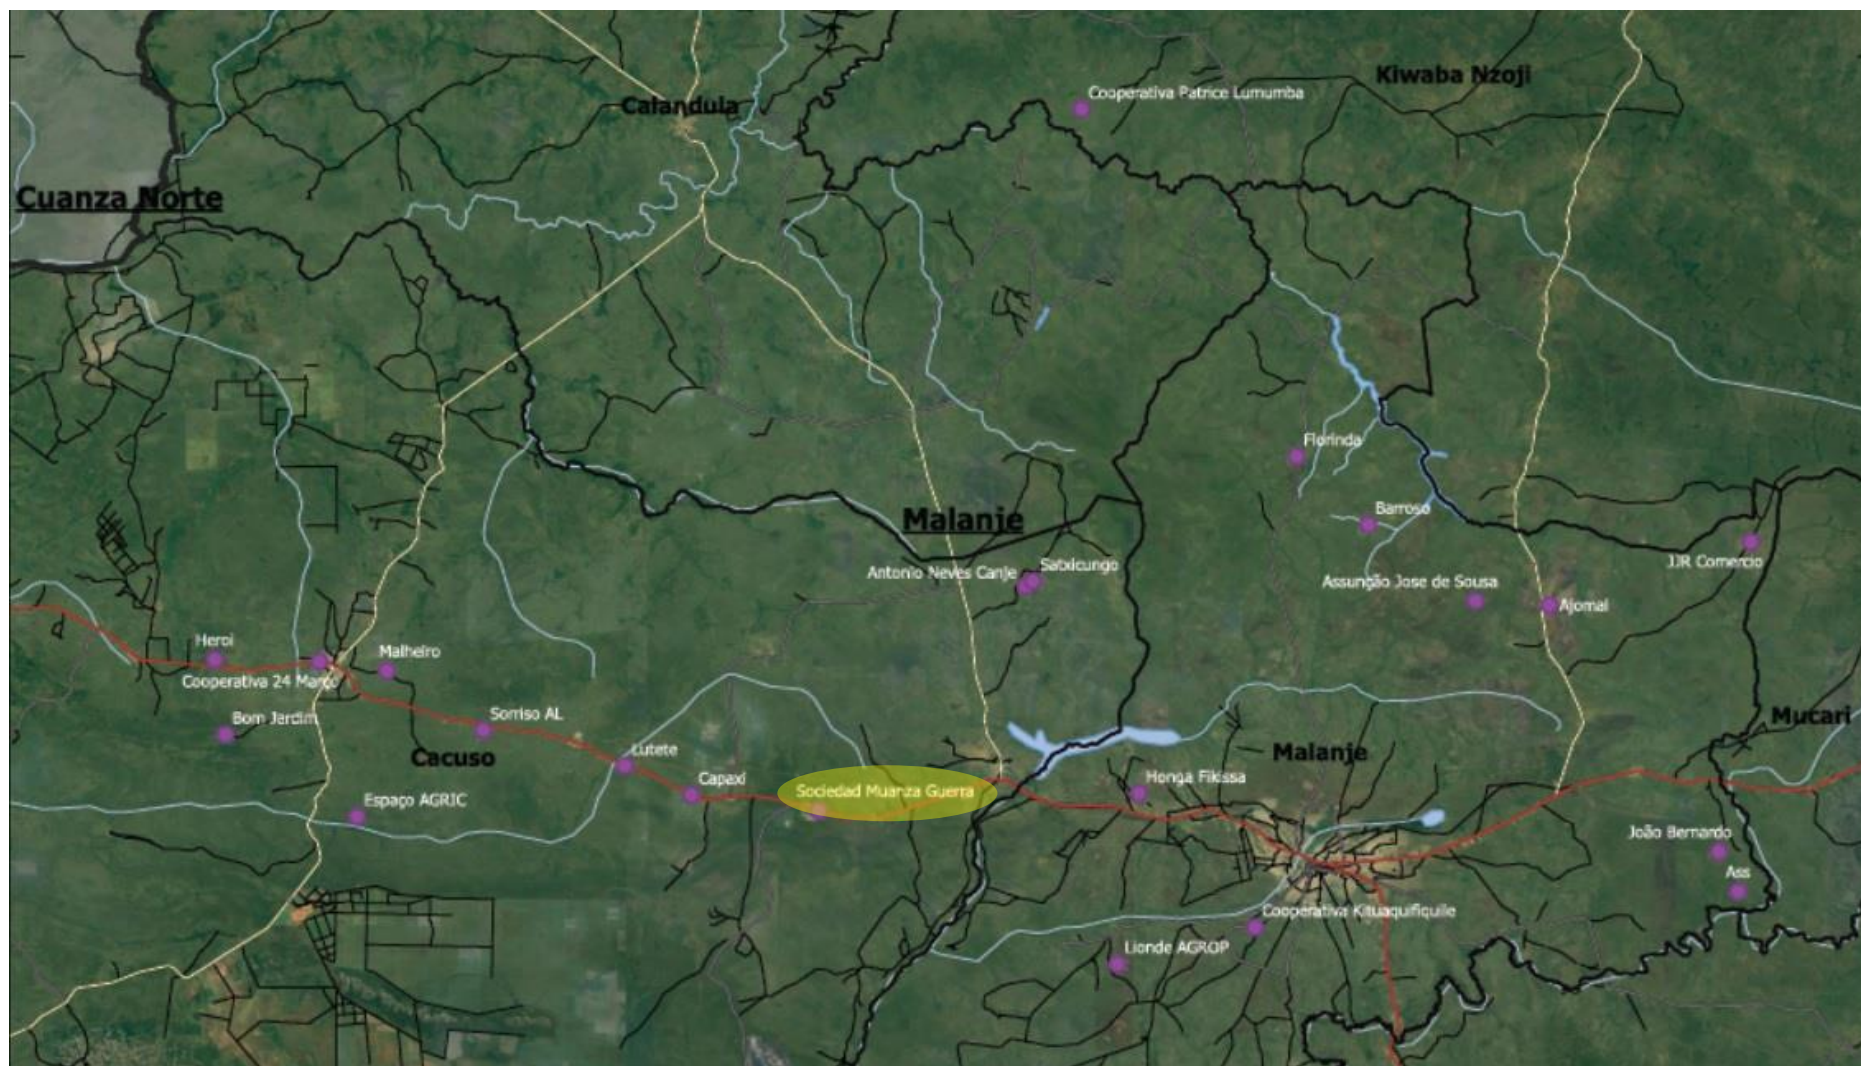 Kiwaba Nzoji
Cooperativa Patrice Lumumba
Calandula
Cuanza Norte
Florinda
Barroso
Malanje
JJR Comercio
Satxicungo
Antonio Neves Canje
Assunção Jose de Sousa
Ajomal
Heroi
Malheiro
Cooperativa 24 Março
Bom Jardim
Sorriso AL
Mucari
Lutete
Malanje
Cacuso
Capaxi
Honga Fikissa
Sociedad Muanza Guerra
Espaço AGRIC
João Bernardo
Ass
Cooperativa Kituaquifiquile
Lionde AGROP